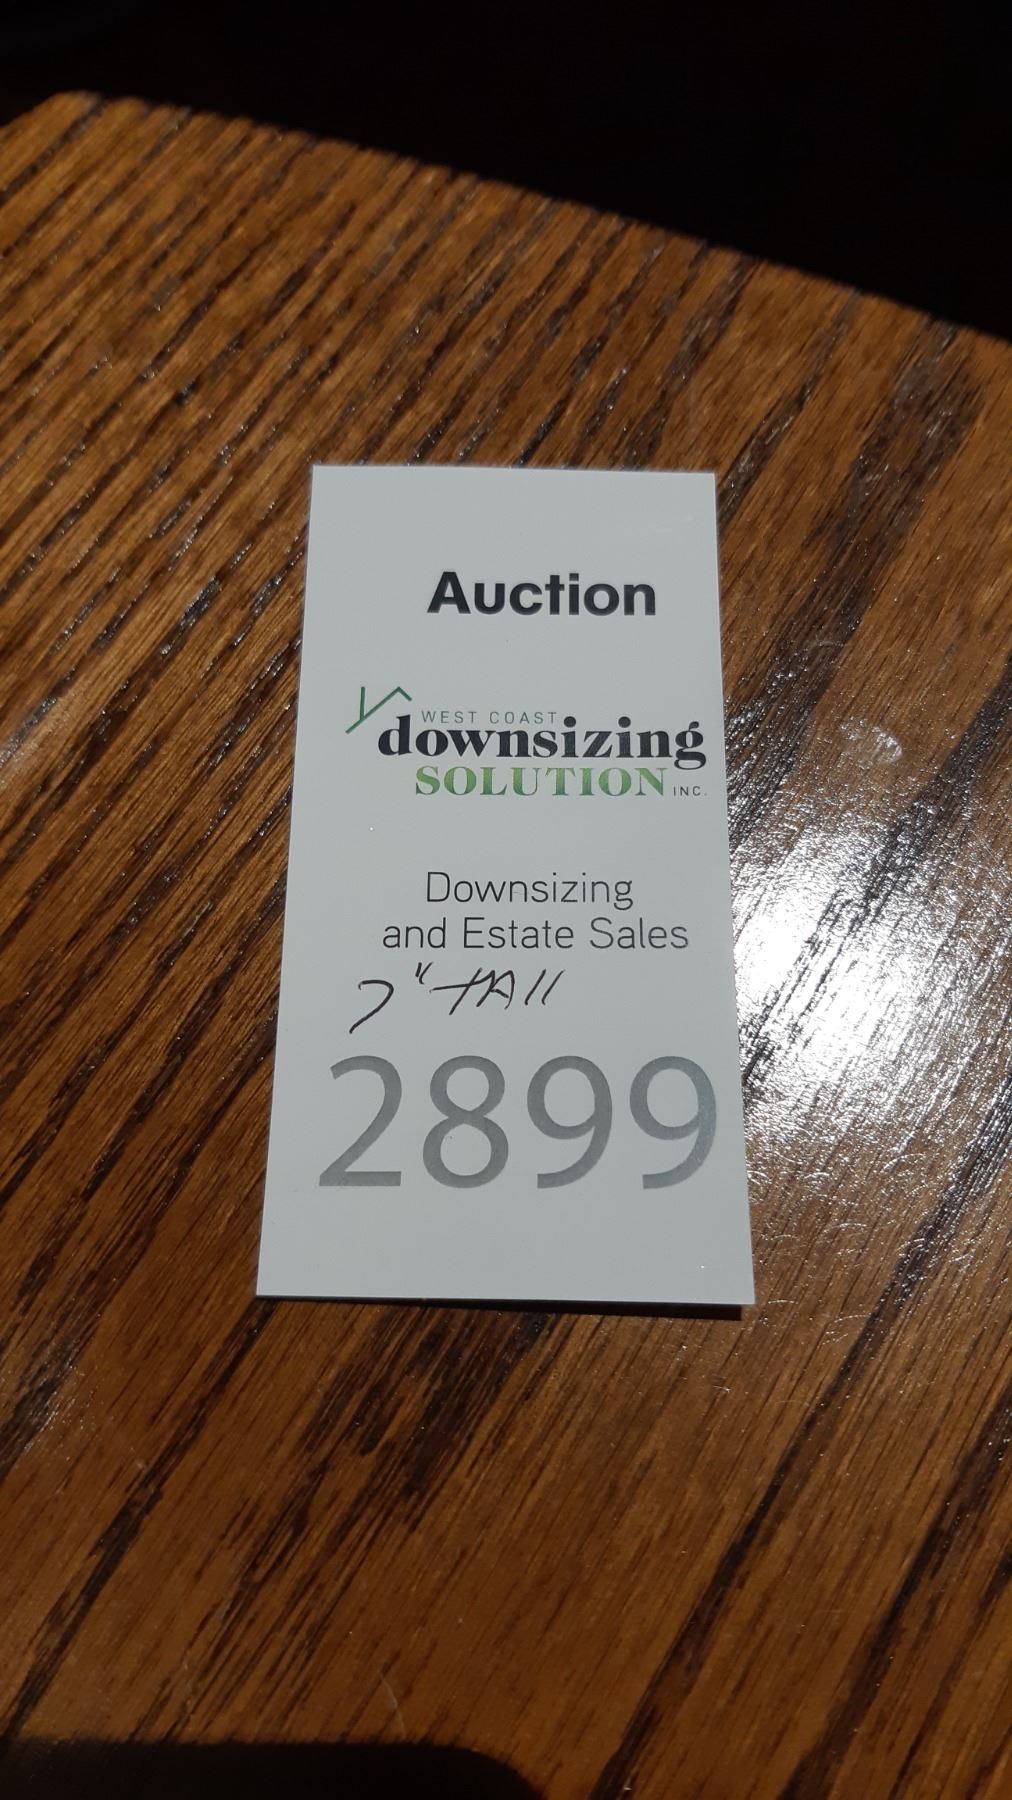 Auction
WEST COAST
downsizing
SOLUTION INC.
Downsizing
and Estate Sales
7" TAll
2899